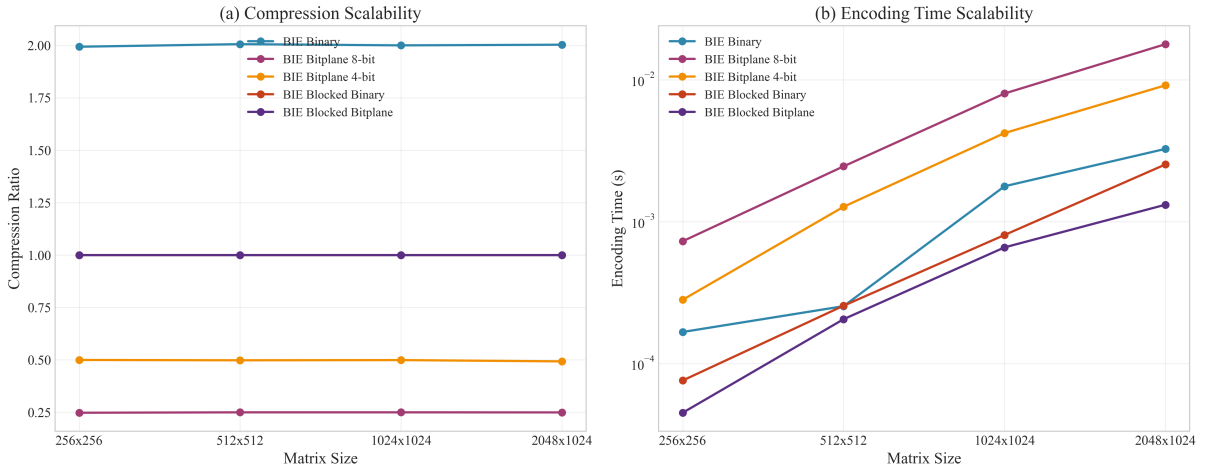 (a) Compression Scalability
Compression Ratio
2.00
1.75
1.50
1.25
1.00
0.75
0.50
0.25
BIE Binary
BIE Bitplane 8-bit
BIE Bitplane 4-bit
BIE Blocked Binary
BIE Blocked Bitplane
256x256 512x512 1024x1024 2048x1024
Matrix Size
(b) Encoding Time Scalability
Encoding Time (s)
10⁻²
10⁻³
10⁻⁴
BIE Binary
BIE Bitplane 8-bit
BIE Bitplane 4-bit
BIE Blocked Binary
BIE Blocked Bitplane
256x256 512x512 1024x1024 2048x1024
Matrix Size